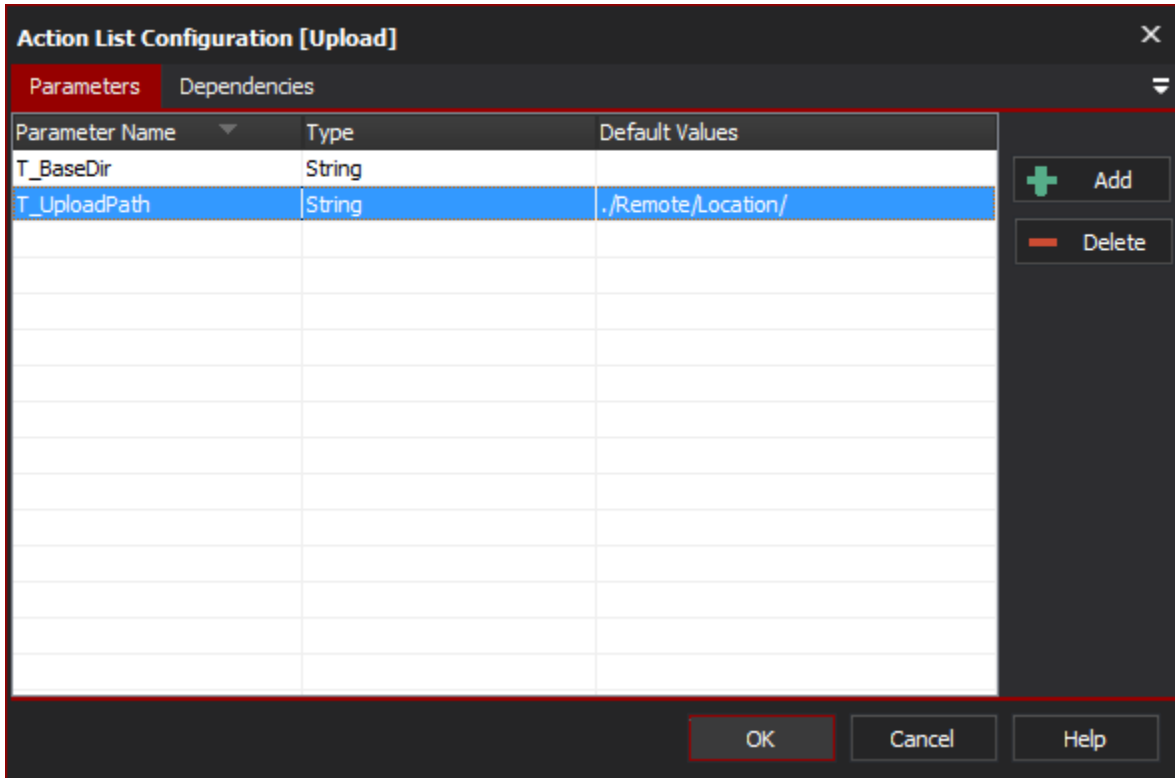 Action List Configuration [Upload]
Parameters Dependencies
Parameter Name Type Default Values
T_BaseDir String
T_UploadPath String ./Remote/Location/
Add
Delete
OK Cancel Help